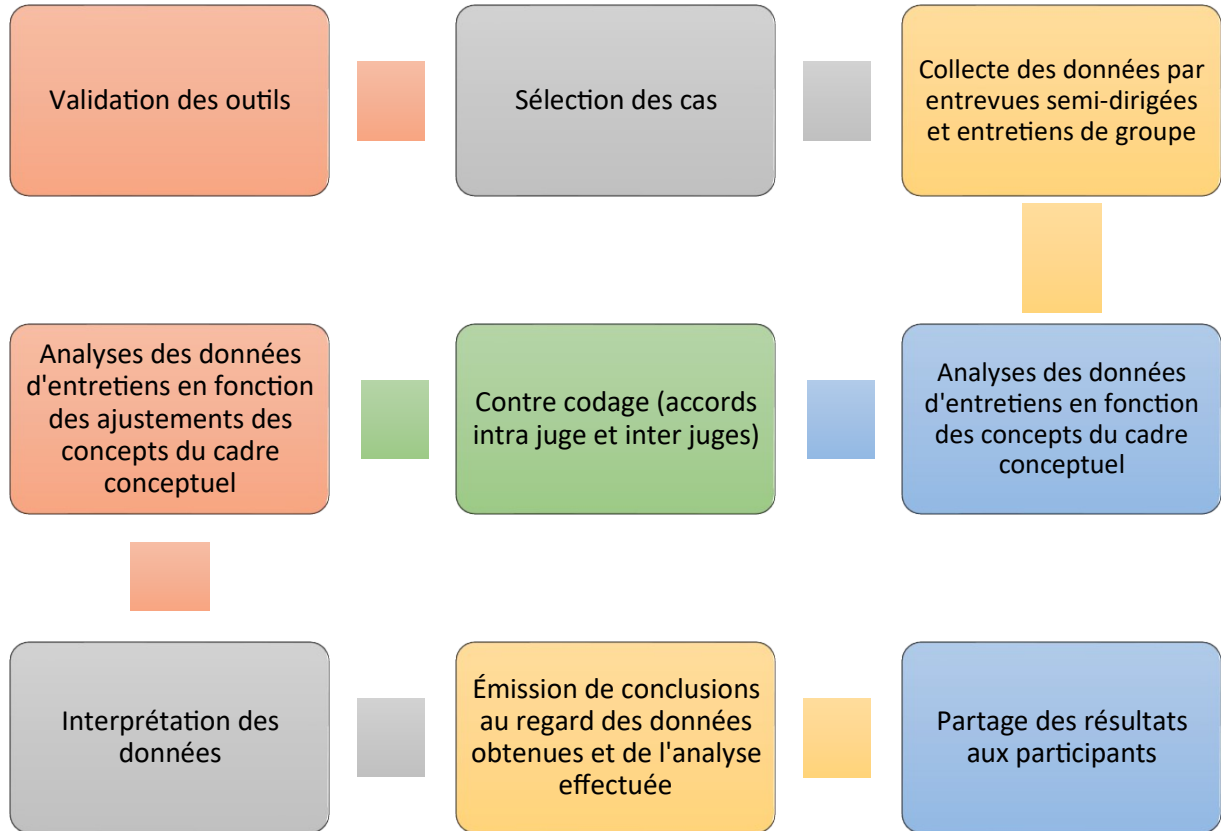 Validation des outils
Sélection des cas
Collecte des données par
entrevues semi-dirigées
et entretiens de groupe
Analyses des données
d'entretiens en fonction
des ajustements des
concepts du cadre
conceptuel
Contre codage (accords
intra juge et inter juges)
Analyses des données
d'entretiens en fonction
des concepts du cadre
conceptuel
Interprétation des
données
Émission de conclusions
au regard des données
obtenues et de l'analyse
effectuée
Partage des résultats
aux participants